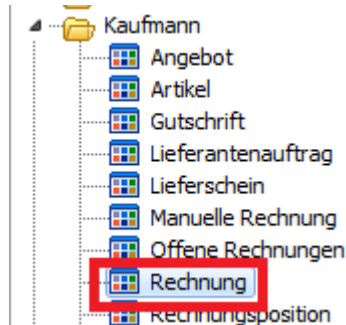 Kaufmann
Angebot
Artikel
Gutschrift
Lieferantenauftrag
Lieferschein
Manuelle Rechnung
Offene Rechnungen
Rechnung
Rechnungsposition